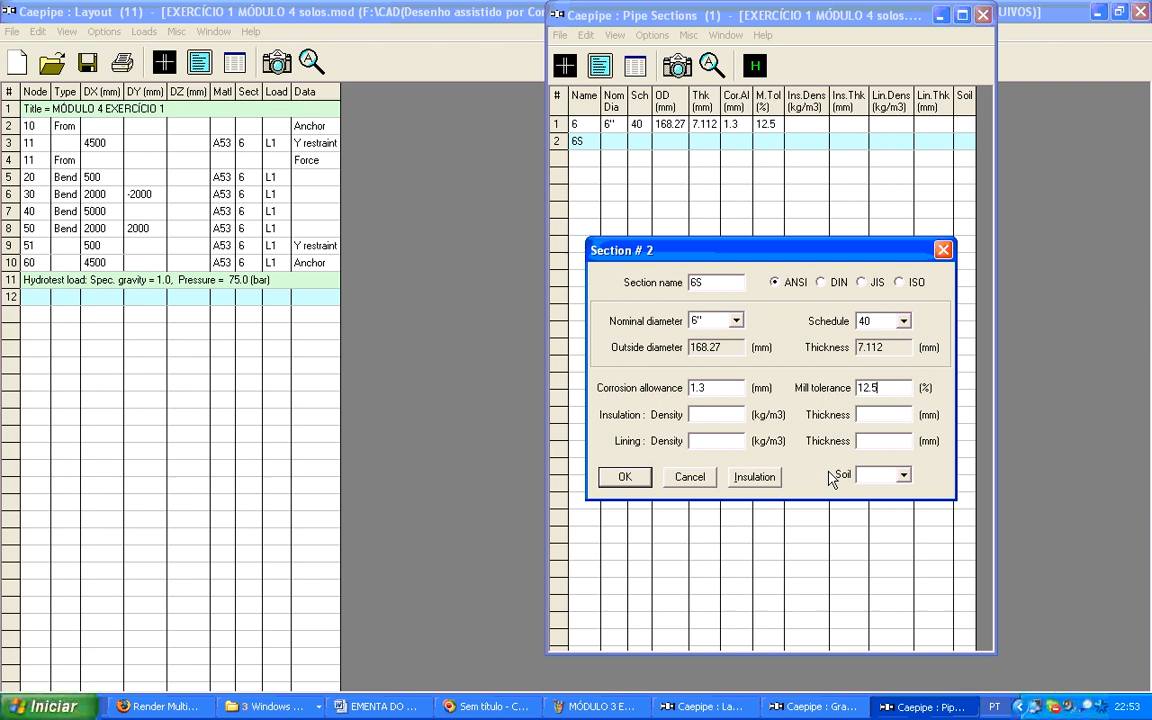 Caepipe : Layout (11) - [EXERCÍCIO 1 MÓDULO 4 solos.mod (F:\CAD(Desenho assistido por Con
Caepipe : Pipe Sections (1) - [EXERCÍCIO 1 MÓDULO 4 solos....
UIVOS)]
File Edit View Options Loads Misc Window Help
File Edit View Options Misc Window Help
H
# Node Type DX (mm) DY (mm) DZ (mm) Matl Sect Load Data
1 Title = MÓDULO 4 EXERCÍCIO 1
2 10 From Anchor
3 11 4500 A53 6 L1 Y restraint
4 11 From Force
5 20 Bend 500 A53 6 L1
6 30 Bend 2000 -2000 A53 6 L1
7 40 Bend 5000 A53 6 L1
8 50 Bend 2000 2000 A53 6 L1
9 51 500 A53 6 L1 Y restraint
10 60 4500 A53 6 L1 Anchor
11 Hydrotest load: Spec. gravity = 1.0, Pressure = 75.0 (bar)
12
# Name Nom Dia Sch OD (mm) Thk (mm) Cor.Al (mm) M.Tol (%) Ins.Dens (kg/m3) Ins.Thk (mm) Lin.Dens (kg/m3) Lin.Thk (mm) Soil
1 6 6" 40 168.27 7.112 1.3 12.5
2 6S
Section # 2
Section name 6S ANSI DIN JIS ISO
Nominal diameter 6" Schedule 40
Outside diameter 168.27 (mm) Thickness 7.112 (mm)
Corrosion allowance 1.3 (mm) Mill tolerance 12.5 (%)
Insulation : Density (kg/m3) Thickness (mm)
Lining : Density (kg/m3) Thickness (mm)
OK Cancel Insulation Soil
Iniciar Render Multi... 3 Windows ... EMENTA DO ... Sem título - C... MÓDULO 3 E... Caepipe : La... Caepipe : Gra... Caepipe : Pip... PT 22:53